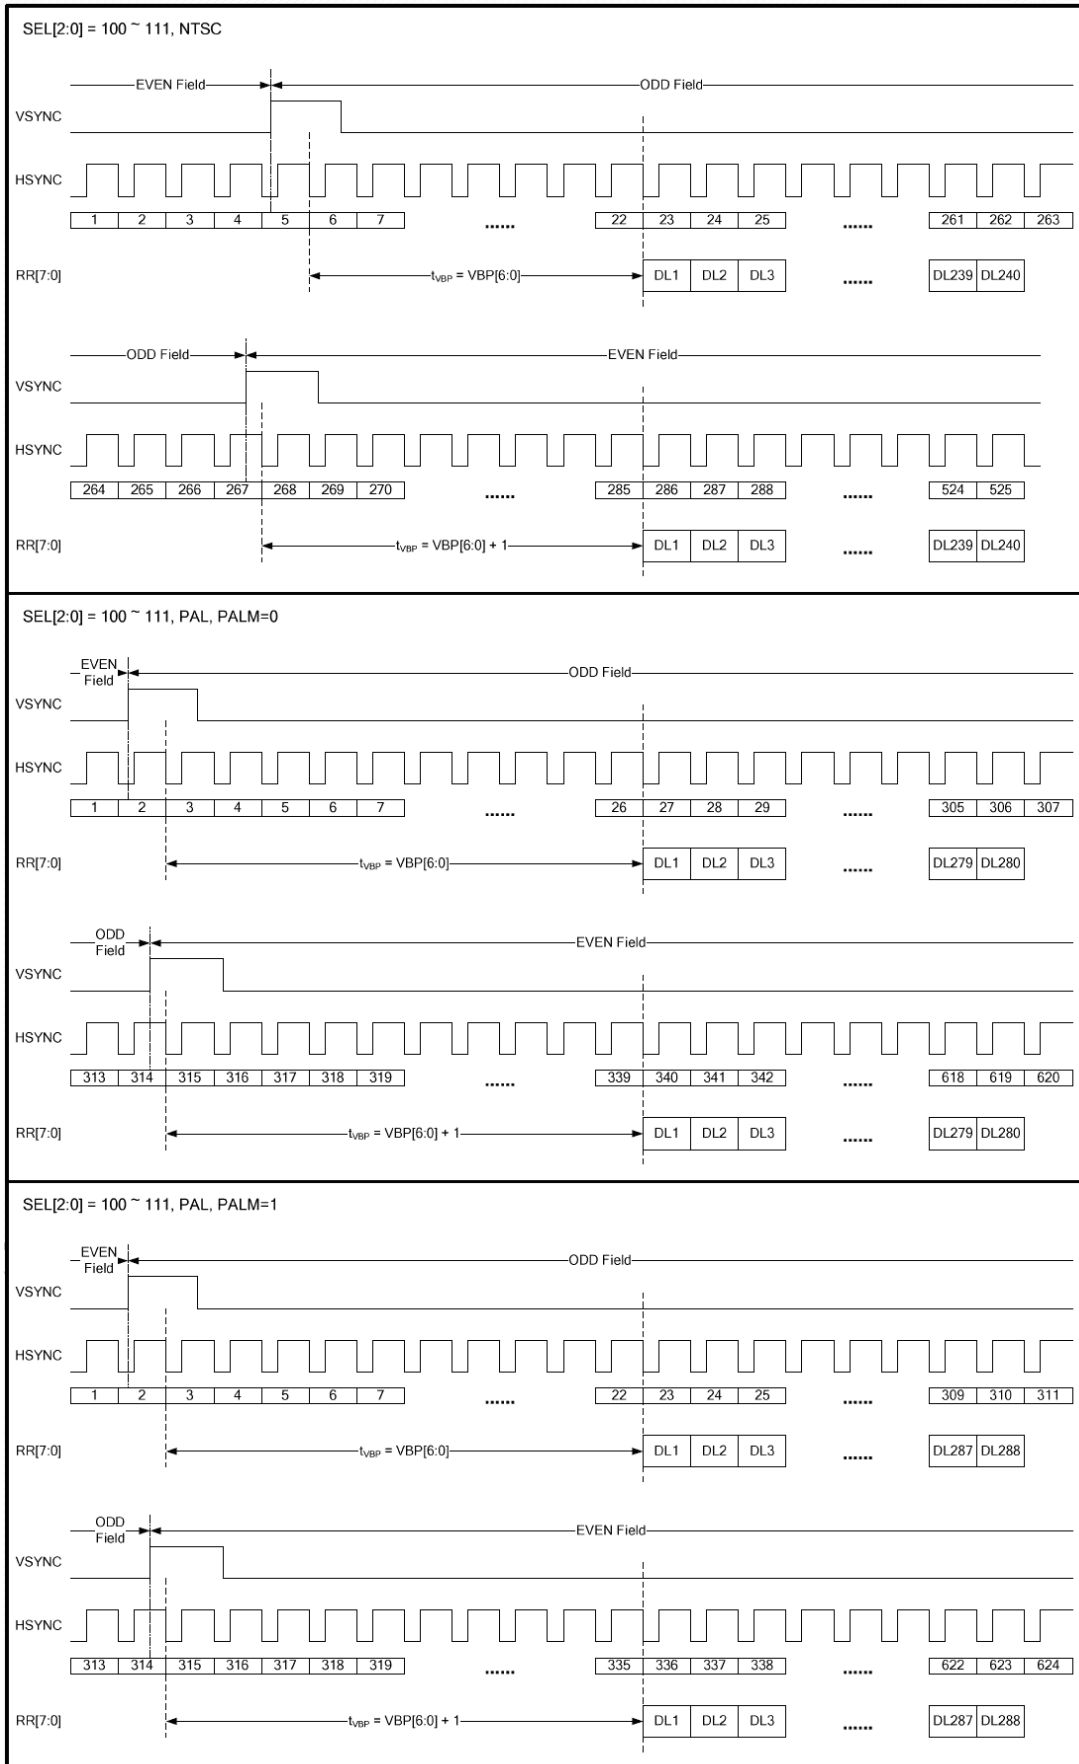 SEL[2:0] = 100 ~ 111, NTSC
EVEN Field ODD Field
VSYNC
HSYNC
1 2 3 4 5 6 7 ...... 22 23 24 25 ...... 261 262 263
RR[7:0] tVBP = VBP[6:0] DL1 DL2 DL3 ...... DL239 DL240
ODD Field EVEN Field
VSYNC
HSYNC
264 265 266 267 268 269 270 ...... 285 286 287 288 ...... 524 525
RR[7:0] tVBP = VBP[6:0] + 1 DL1 DL2 DL3 ...... DL239 DL240
SEL[2:0] = 100 ~ 111, PAL, PALM=0
EVEN Field ODD Field
VSYNC
HSYNC
1 2 3 4 5 6 7 ...... 26 27 28 29 ...... 305 306 307
RR[7:0] tVBP = VBP[6:0] DL1 DL2 DL3 ...... DL279 DL280
ODD Field EVEN Field
VSYNC
HSYNC
313 314 315 316 317 318 319 ...... 339 340 341 342 ...... 618 619 620
RR[7:0] tVBP = VBP[6:0] + 1 DL1 DL2 DL3 ...... DL279 DL280
SEL[2:0] = 100 ~ 111, PAL, PALM=1
EVEN Field ODD Field
VSYNC
HSYNC
1 2 3 4 5 6 7 ...... 22 23 24 25 ...... 309 310 311
RR[7:0] tVBP = VBP[6:0] DL1 DL2 DL3 ...... DL287 DL288
ODD Field EVEN Field
VSYNC
HSYNC
313 314 315 316 317 318 319 ...... 335 336 337 338 ...... 622 623 624
RR[7:0] tVBP = VBP[6:0] + 1 DL1 DL2 DL3 ...... DL287 DL288